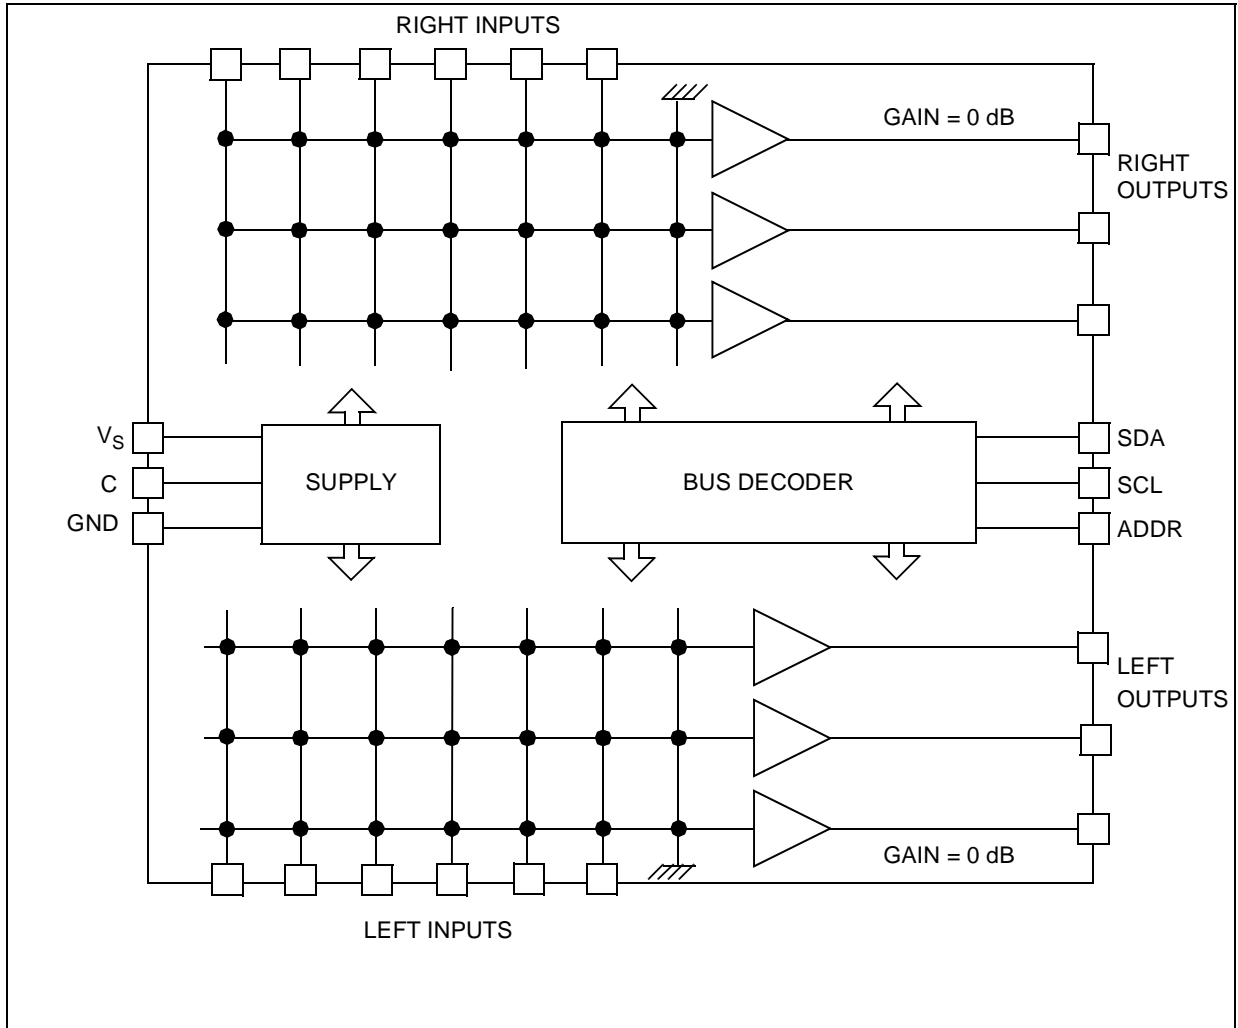 RIGHT INPUTS
GAIN = 0 dB
RIGHT
OUTPUTS
VS
C
GND
SUPPLY
BUS DECODER
SDA
SCL
ADDR
LEFT
OUTPUTS
GAIN = 0 dB
LEFT INPUTS